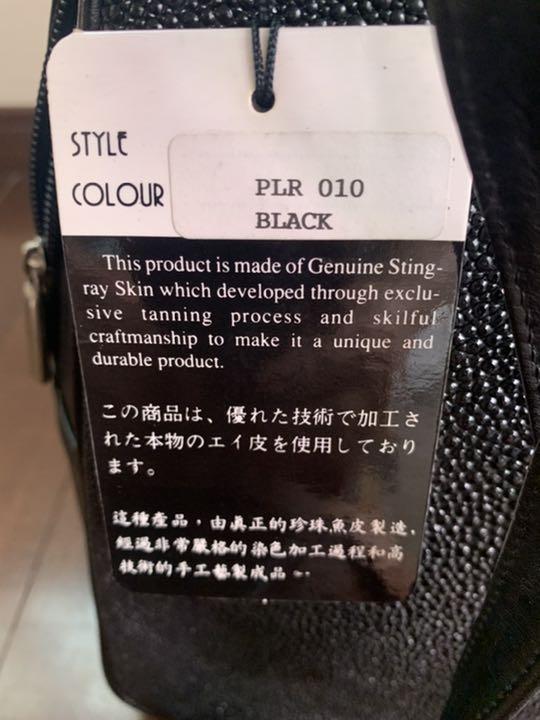 STYLE
PLR 010
COLOUR
BLACK
This product is made of Genuine Sting-
ray Skin which developed through exclu-
sive tanning process and skilful
craftmanship to make it a unique and
durable product.
この商品は、優れた技術で加工さ
れた本物のエイ皮を使用しており
ます。
這種產品，由眞正的珍珠魚皮製造，
經過非常嚴格的染色加工過程和高
技術的手工藝製成品～·